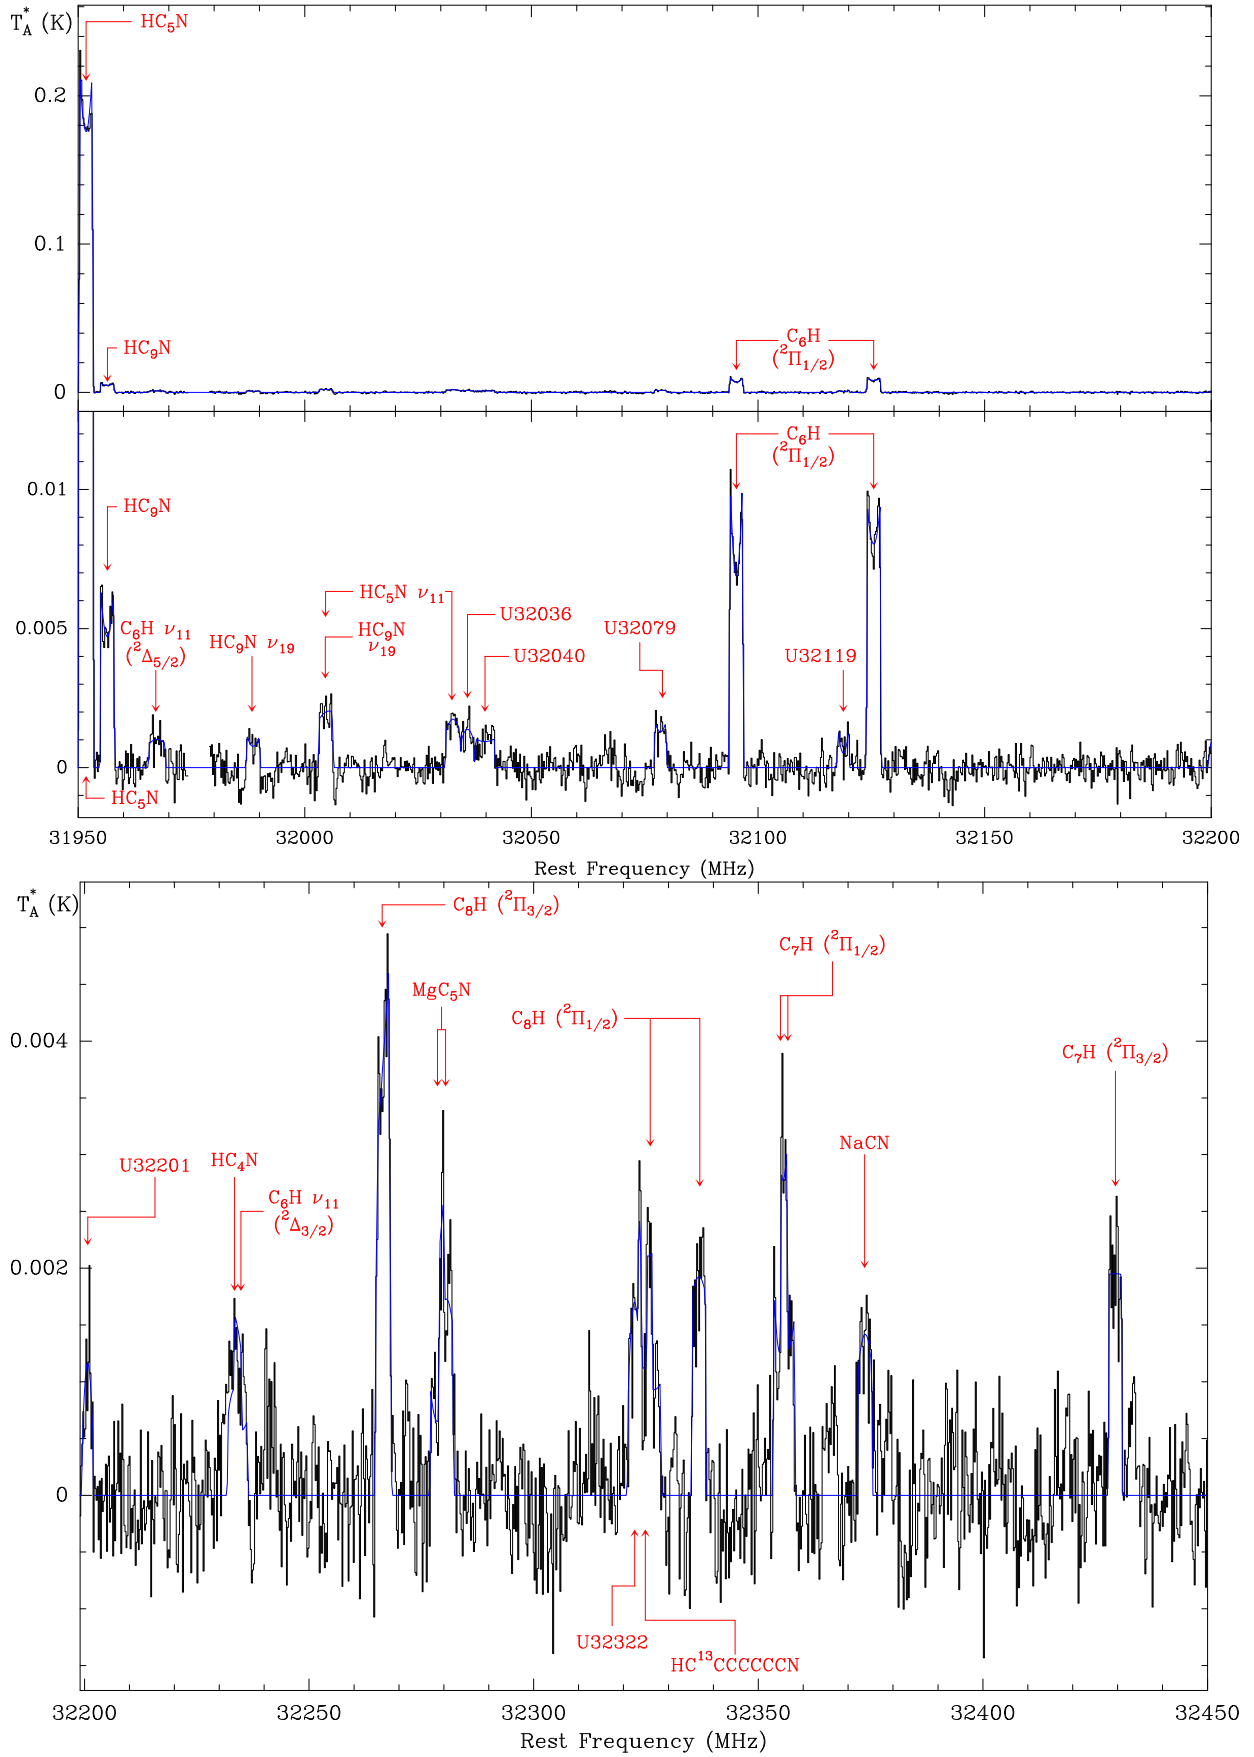 T*A (K)
HC5N
0.2
0.1
HC9N
C6H
(2Π1/2)
0
C6H
(2Π1/2)
0.01
HC9N
HC5N ν11
U32036
0.005
C6H ν11
(2Δ5/2)
HC9N ν19
HC9N
ν19
U32040
U32079
U32119
0
HC5N
31950 32000 32050 32100 32150 32200
Rest Frequency (MHz)
T*A (K)
C8H (2Π3/2)
C7H (2Π1/2)
MgC5N
C8H (2Π1/2)
0.004
C7H (2Π3/2)
NaCN
U32201
HC4N
C6H ν11
(2Δ3/2)
0.002
0
U32322
HC13CCCCCCN
32200 32250 32300 32350 32400 32450
Rest Frequency (MHz)